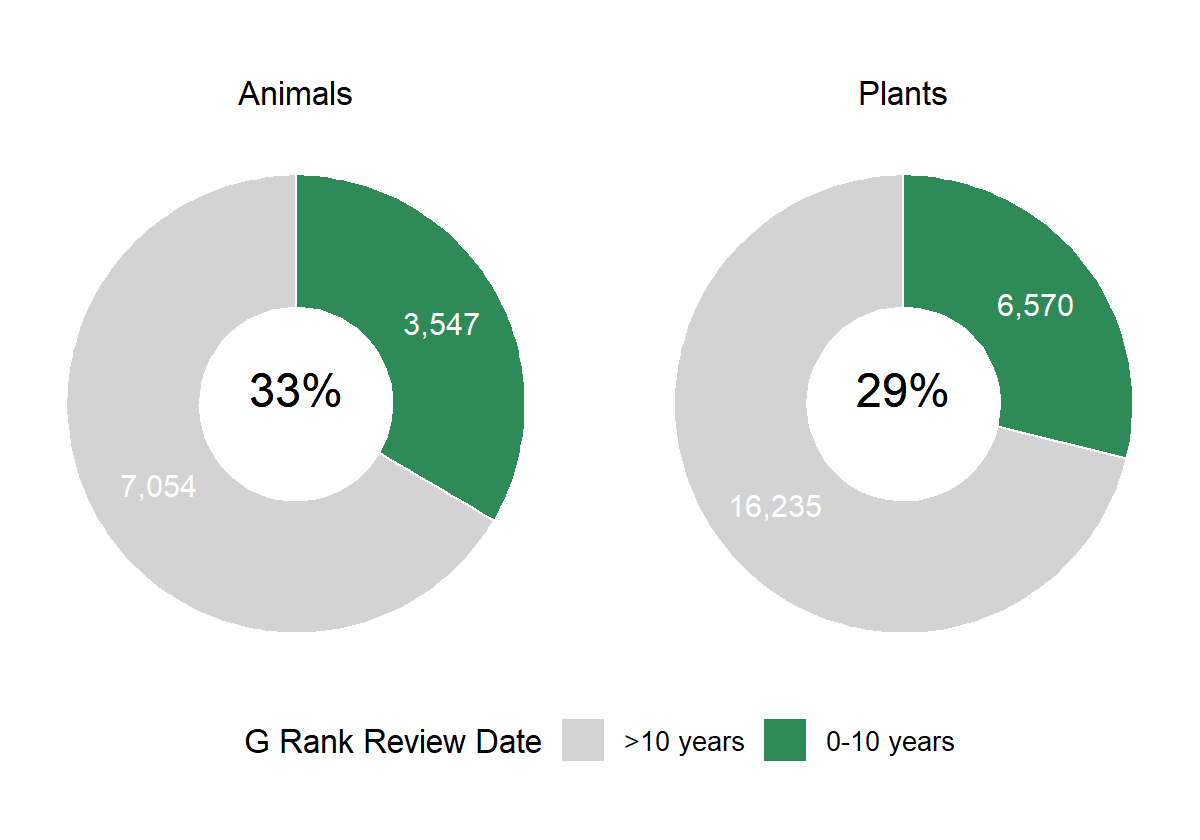 Animals
Plants
3,547
33%
7,054
6,570
29%
16,235
G Rank Review Date
>10 years
0-10 years